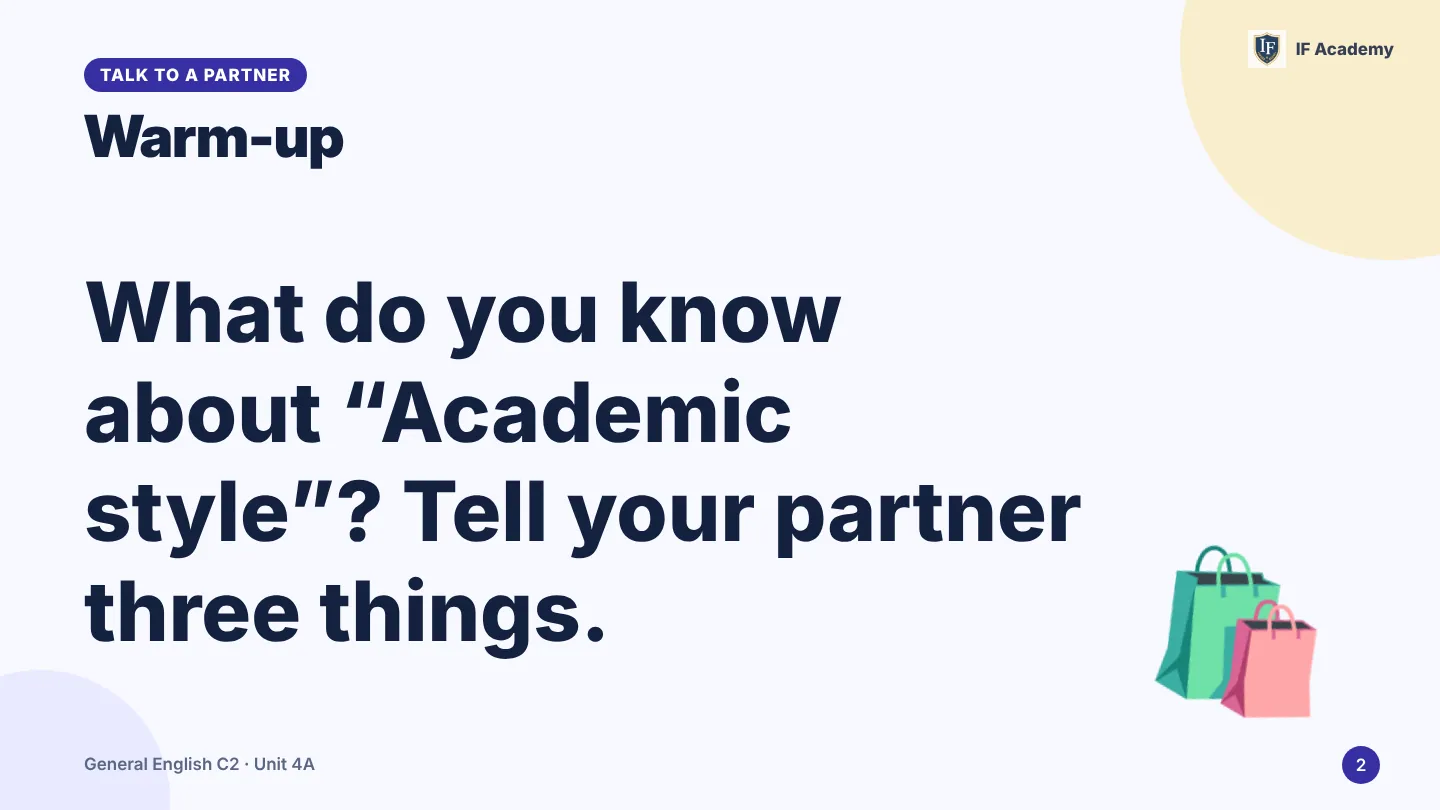 IF Academy
TALK TO A PARTNER
Warm-up
What do you know
about “Academic
style”? Tell your partner
three things.
General English C2 · Unit 4A
2